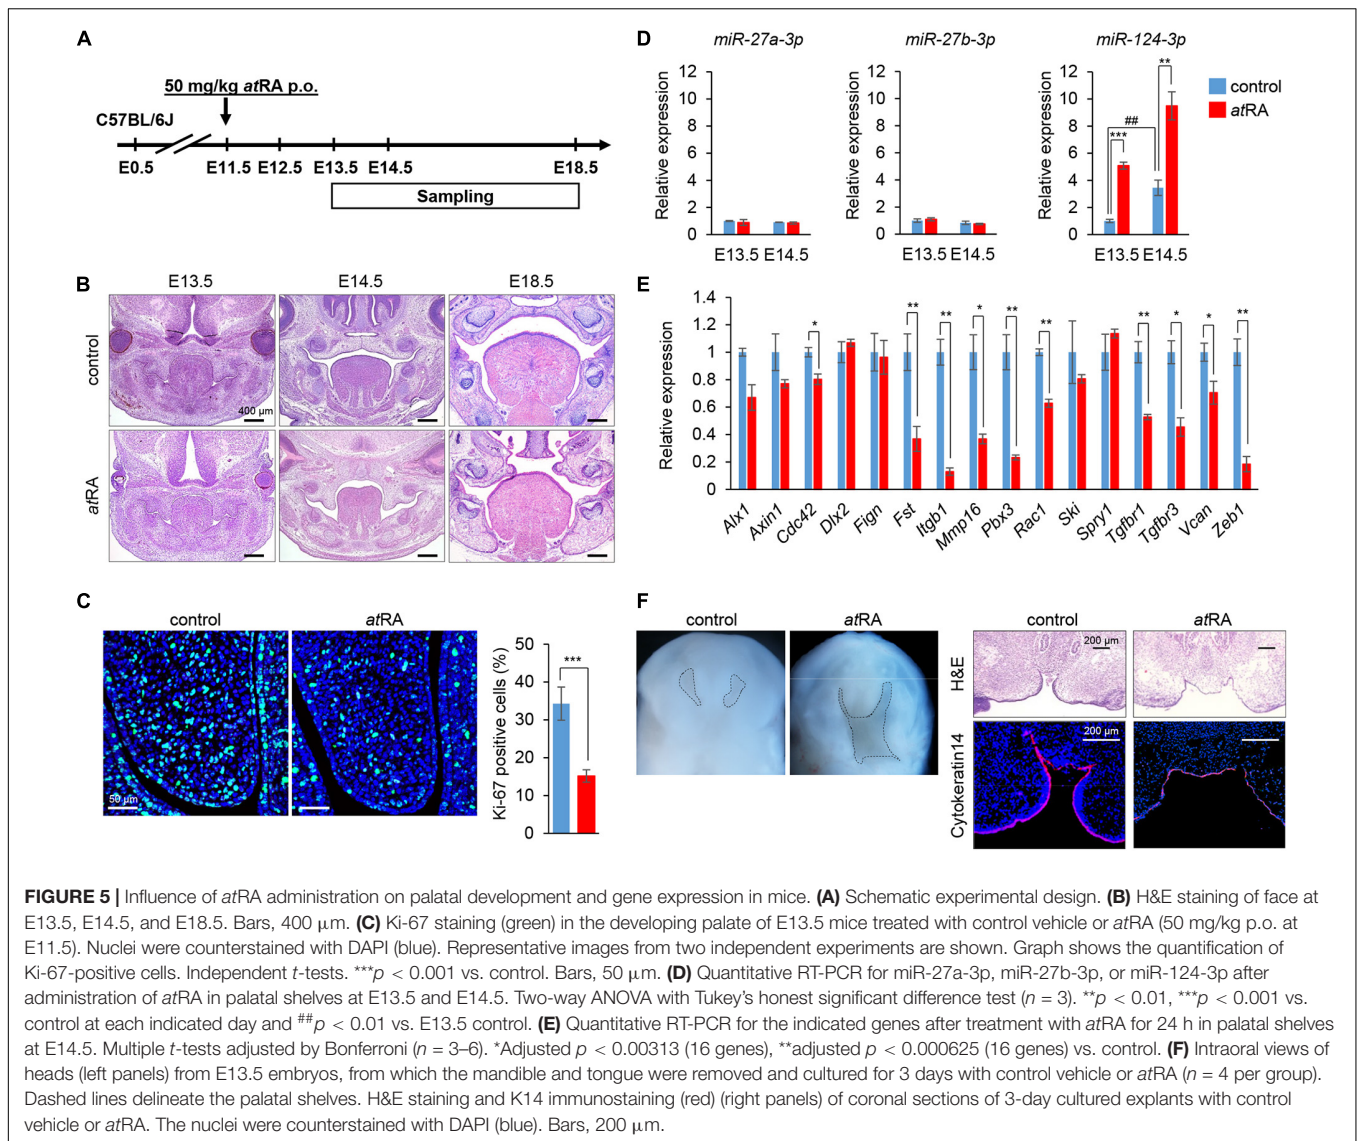 A
50 mg/kg atRA p.o.
C57BL/6J
E0.5 E11.5 E12.5 E13.5 E14.5 E18.5
Sampling
B
E13.5 E14.5 E18.5
control
400 μm
atRA
C
control atRA
50 μm
Ki-67 positive cells (%)
50
40
30
20
10
0
***
D
miR-27a-3p miR-27b-3p miR-124-3p
Relative expression
12
10
8
6
4
2
0
E13.5 E14.5
Relative expression
12
10
8
6
4
2
0
E13.5 E14.5
Relative expression
12
10
8
6
4
2
0
## *** **
E13.5 E14.5
control
atRA
E
Relative expression
1.4
1.2
1
0.8
0.6
0.4
0.2
0
* ** ** * ** ** ** * * **
Alx1 Axin1 Cdc42 Dlx2 Fign Fst Itgb1 Mmp16 Pbx3 Rac1 Ski Spry1 Tgfbr1 Tgfbr3 Vcan Zeb1
F
control atRA
control atRA
H&E
200 μm
Cytokeratin14
200 μm
FIGURE 5 | Influence of atRA administration on palatal development and gene expression in mice. (A) Schematic experimental design. (B) H&E staining of face at
E13.5, E14.5, and E18.5. Bars, 400 μm. (C) Ki-67 staining (green) in the developing palate of E13.5 mice treated with control vehicle or atRA (50 mg/kg p.o. at
E11.5). Nuclei were counterstained with DAPI (blue). Representative images from two independent experiments are shown. Graph shows the quantification of
Ki-67-positive cells. Independent t-tests. ***p < 0.001 vs. control. Bars, 50 μm. (D) Quantitative RT-PCR for miR-27a-3p, miR-27b-3p, or miR-124-3p after
administration of atRA in palatal shelves at E13.5 and E14.5. Two-way ANOVA with Tukey's honest significant difference test (n = 3). **p < 0.01, ***p < 0.001 vs.
control at each indicated day and ##p < 0.01 vs. E13.5 control. (E) Quantitative RT-PCR for the indicated genes after treatment with atRA for 24 h in palatal shelves
at E14.5. Multiple t-tests adjusted by Bonferroni (n = 3–6). *Adjusted p < 0.00313 (16 genes), **adjusted p < 0.000625 (16 genes) vs. control. (F) Intraoral views of
heads (left panels) from E13.5 embryos, from which the mandible and tongue were removed and cultured for 3 days with control vehicle or atRA (n = 4 per group).
Dashed lines delineate the palatal shelves. H&E staining and K14 immunostaining (red) (right panels) of coronal sections of 3-day cultured explants with control
vehicle or atRA. The nuclei were counterstained with DAPI (blue). Bars, 200 μm.